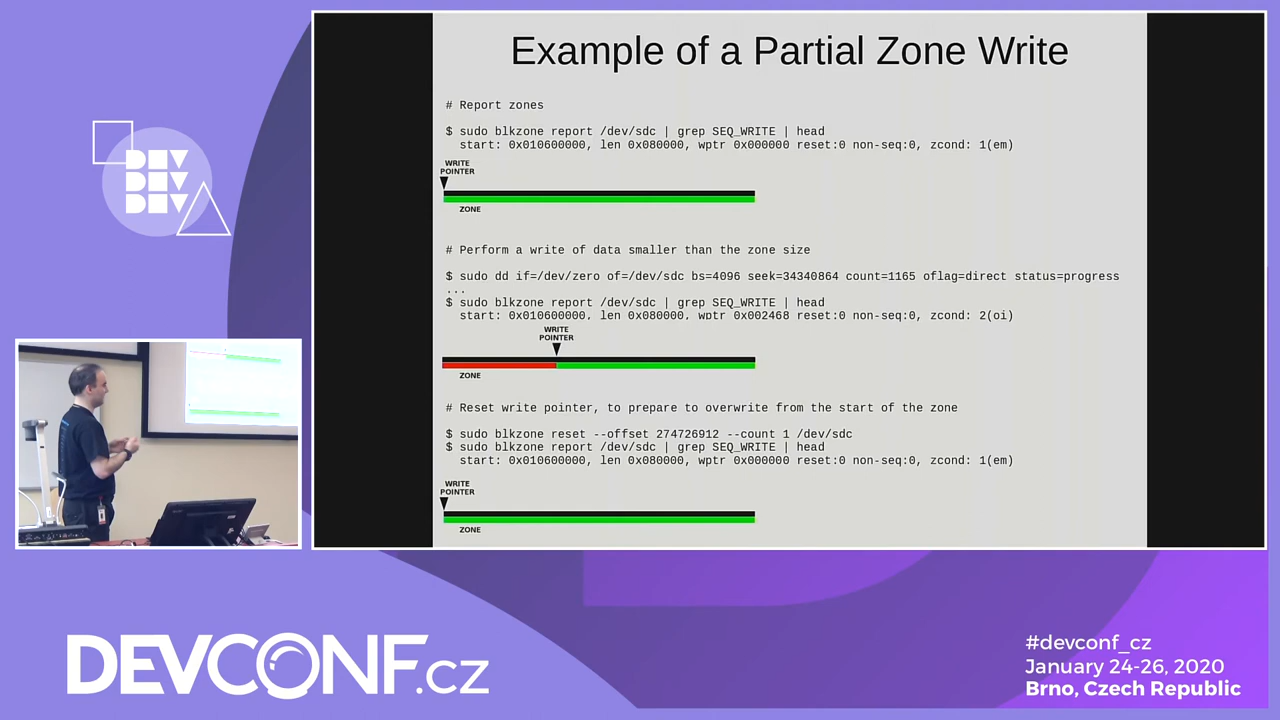 Example of a Partial Zone Write
# Report zones
$ sudo blkzone report /dev/sdc | grep SEQ_WRITE | head
start: 0x010600000, len 0x080000, wptr 0x000000 reset:0 non-seq:0, zcond: 1(em)
WRITE
POINTER
ZONE
# Perform a write of data smaller than the zone size
$ sudo dd if=/dev/zero of=/dev/sdc bs=4096 seek=34340864 count=1165 oflag=direct status=progress
...
$ sudo blkzone report /dev/sdc | grep SEQ_WRITE | head
start: 0x010600000, len 0x080000, wptr 0x002468 reset:0 non-seq:0, zcond: 2(oi)
WRITE
POINTER
ZONE
# Reset write pointer, to prepare to overwrite from the start of the zone
$ sudo blkzone reset --offset 274726912 --count 1 /dev/sdc
$ sudo blkzone report /dev/sdc | grep SEQ_WRITE | head
start: 0x010600000, len 0x080000, wptr 0x000000 reset:0 non-seq:0, zcond: 1(em)
WRITE
POINTER
ZONE
DEV
DEV
DEV
DEVCONF.cz
#devconf_cz
January 24-26, 2020
Brno, Czech Republic